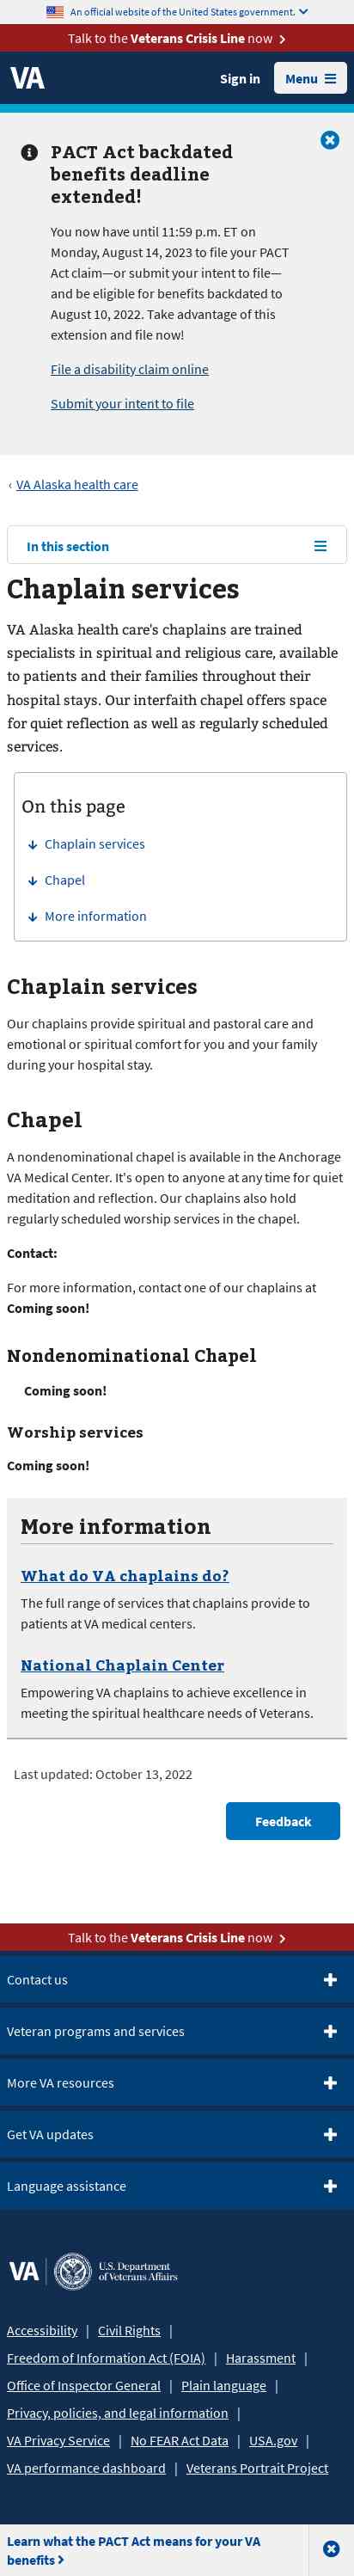 An official website of the United States government.
Talk to the Veterans Crisis Line now
VA
Sign in
Menu
PACT Act backdated
benefits deadline
extended!
You now have until 11:59 p.m. ET on
Monday, August 14, 2023 to file your PACT
Act claim—or submit your intent to file—
and be eligible for benefits backdated to
August 10, 2022. Take advantage of this
extension and file now!
File a disability claim online
Submit your intent to file
‹ VA Alaska health care
In this section
Chaplain services
VA Alaska health care's chaplains are trained
specialists in spiritual and religious care, available
to patients and their families throughout their
hospital stays. Our interfaith chapel offers space
for quiet reflection as well as regularly scheduled
services.
On this page
Chaplain services
Chapel
More information
Chaplain services
Our chaplains provide spiritual and pastoral care and
emotional or spiritual comfort for you and your family
during your hospital stay.
Chapel
A nondenominational chapel is available in the Anchorage
VA Medical Center. It's open to anyone at any time for quiet
meditation and reflection. Our chaplains also hold
regularly scheduled worship services in the chapel.
Contact:
For more information, contact one of our chaplains at
Coming soon!
Nondenominational Chapel
Coming soon!
Worship services
Coming soon!
More information
What do VA chaplains do?
The full range of services that chaplains provide to
patients at VA medical centers.
National Chaplain Center
Empowering VA chaplains to achieve excellence in
meeting the spiritual healthcare needs of Veterans.
Last updated: October 13, 2022
Feedback
Talk to the Veterans Crisis Line now
Contact us
Veteran programs and services
More VA resources
Get VA updates
Language assistance
VA | U.S. Department
of Veterans Affairs
Accessibility | Civil Rights |
Freedom of Information Act (FOIA) | Harassment |
Office of Inspector General | Plain language |
Privacy, policies, and legal information |
VA Privacy Service | No FEAR Act Data | USA.gov |
VA performance dashboard | Veterans Portrait Project
Learn what the PACT Act means for your VA
benefits